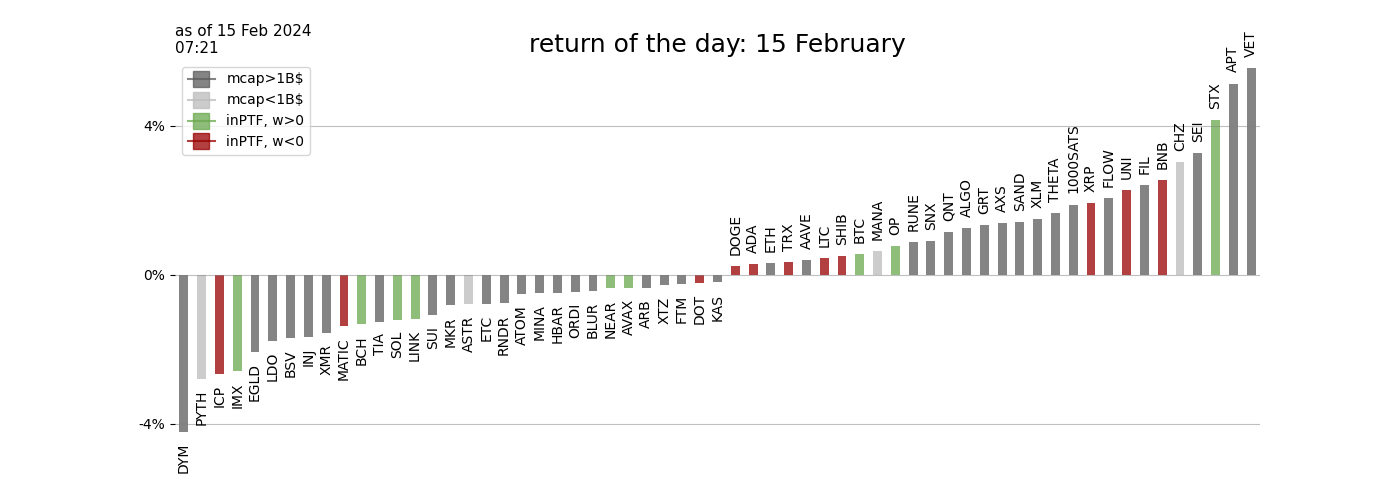 as of 15 Feb 2024
07:21
return of the day: 15 February
mcap>1B$
mcap<1B$
inPTF, w>0
inPTF, w<0
4%
0%
-4%
DYM
PYTH
ICP
IMX
EGLD
LDO
BSV
INJ
XMR
MATIC
BCH
TIA
SOL
LINK
SUI
MKR
ASTR
ETC
RNDR
ATOM
MINA
HBAR
ORDI
BLUR
NEAR
AVAX
ARB
XTZ
FTM
DOT
KAS
DOGE
ADA
ETH
TRX
AAVE
LTC
SHIB
BTC
MANA
OP
RUNE
SNX
QNT
ALGO
GRT
AXS
SAND
XLM
THETA
1000SATS
XRP
FLOW
UNI
FIL
BNB
CHZ
SEI
STX
APT
VET